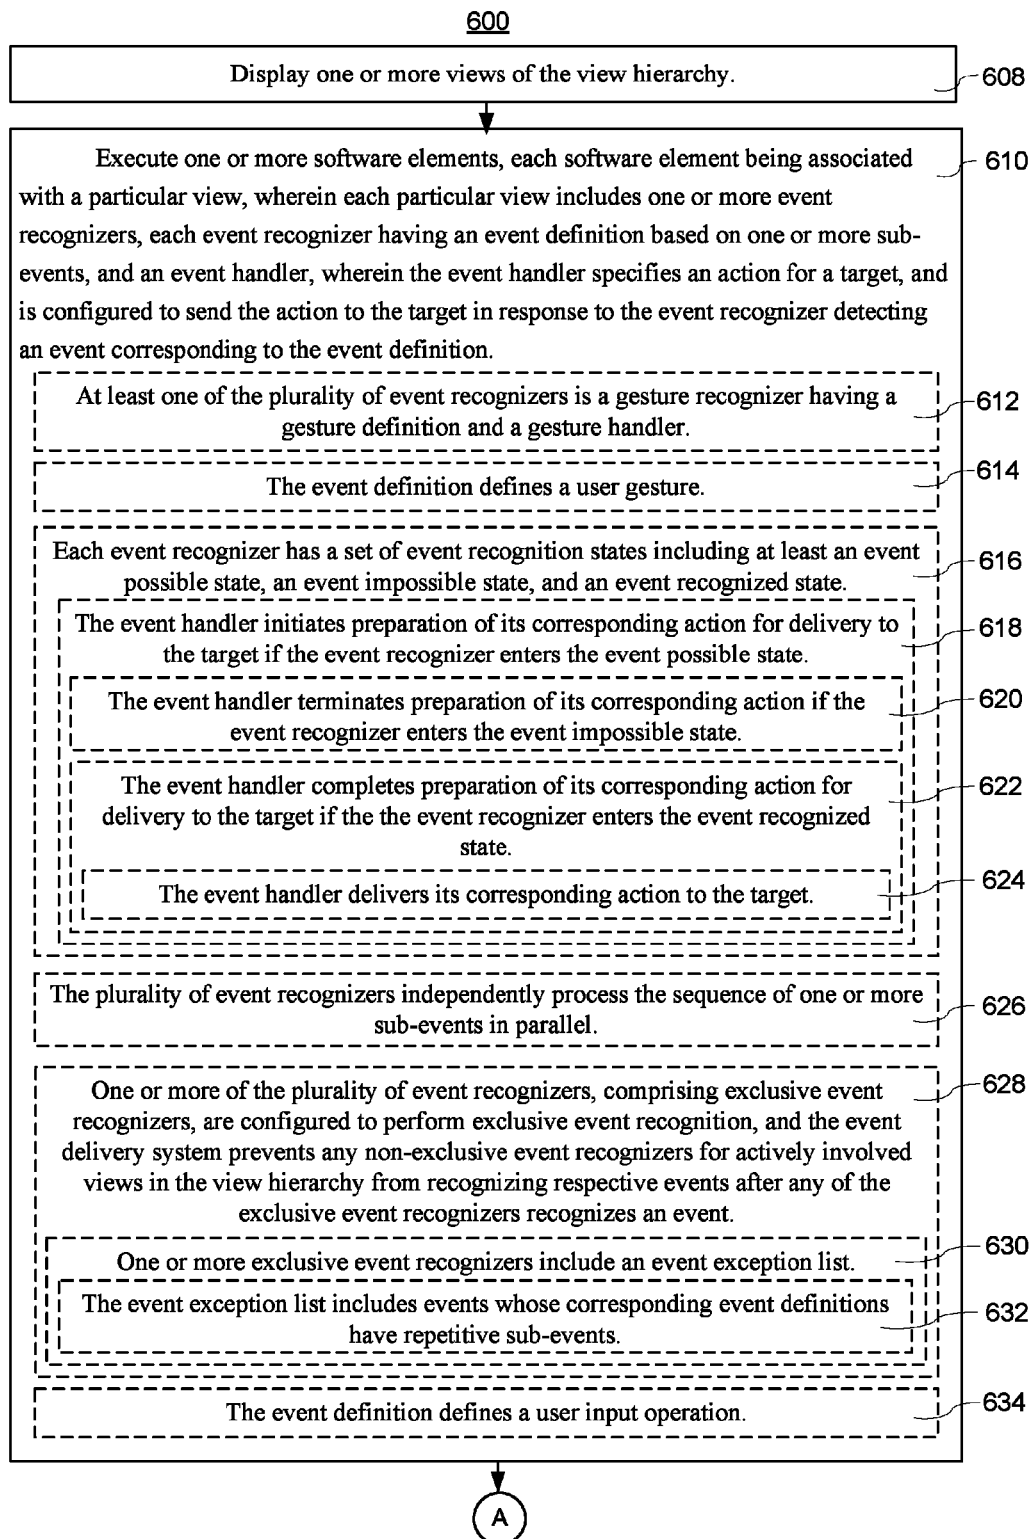 600
Display one or more views of the view hierarchy.
608
Execute one or more software elements, each software element being associated
610
with a particular view, wherein each particular view includes one or more event
recognizers, each event recognizer having an event definition based on one or more sub-
events, and an event handler, wherein the event handler specifies an action for a target, and
is configured to send the action to the target in response to the event recognizer detecting
an event corresponding to the event definition.
At least one of the plurality of event recognizers is a gesture recognizer having a
612
gesture definition and a gesture handler.
614
The event definition defines a user gesture.
Each event recognizer has a set of event recognition states including at least an event
616
possible state, an event impossible state, and an event recognized state.
The event handler initiates preparation of its corresponding action for delivery to
618
the target if the event recognizer enters the event possible state.
The event handler terminates preparation of its corresponding action if the
620
event recognizer enters the event impossible state.
The event handler completes preparation of its corresponding action for
622
delivery to the target if the the event recognizer enters the event recognized
state.
The event handler delivers its corresponding action to the target.
624
The plurality of event recognizers independently process the sequence of one or more
626
sub-events in parallel.
One or more of the plurality of event recognizers, comprising exclusive event
628
recognizers, are configured to perform exclusive event recognition, and the event
delivery system prevents any non-exclusive event recognizers for actively involved
views in the view hierarchy from recognizing respective events after any of the
exclusive event recognizers recognizes an event.
630
One or more exclusive event recognizers include an event exception list.
The event exception list includes events whose corresponding event definitions
632
have repetitive sub-events.
634
The event definition defines a user input operation.
A